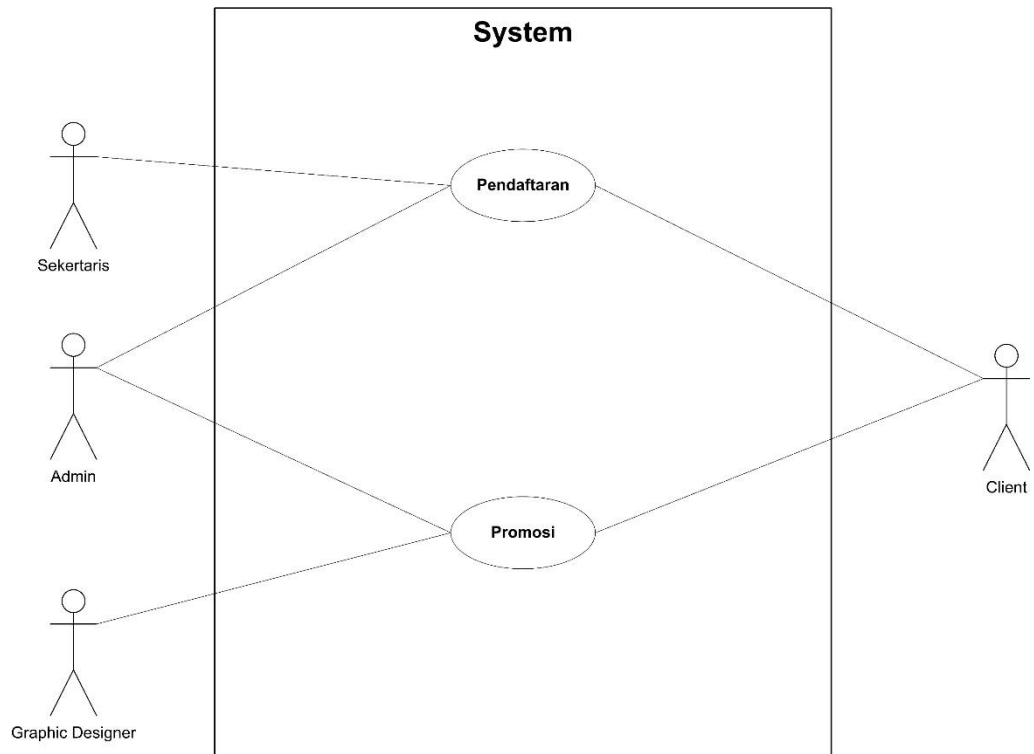 System
Pendaftaran
Sekertaris
Admin
Client
Promosi
Graphic Designer